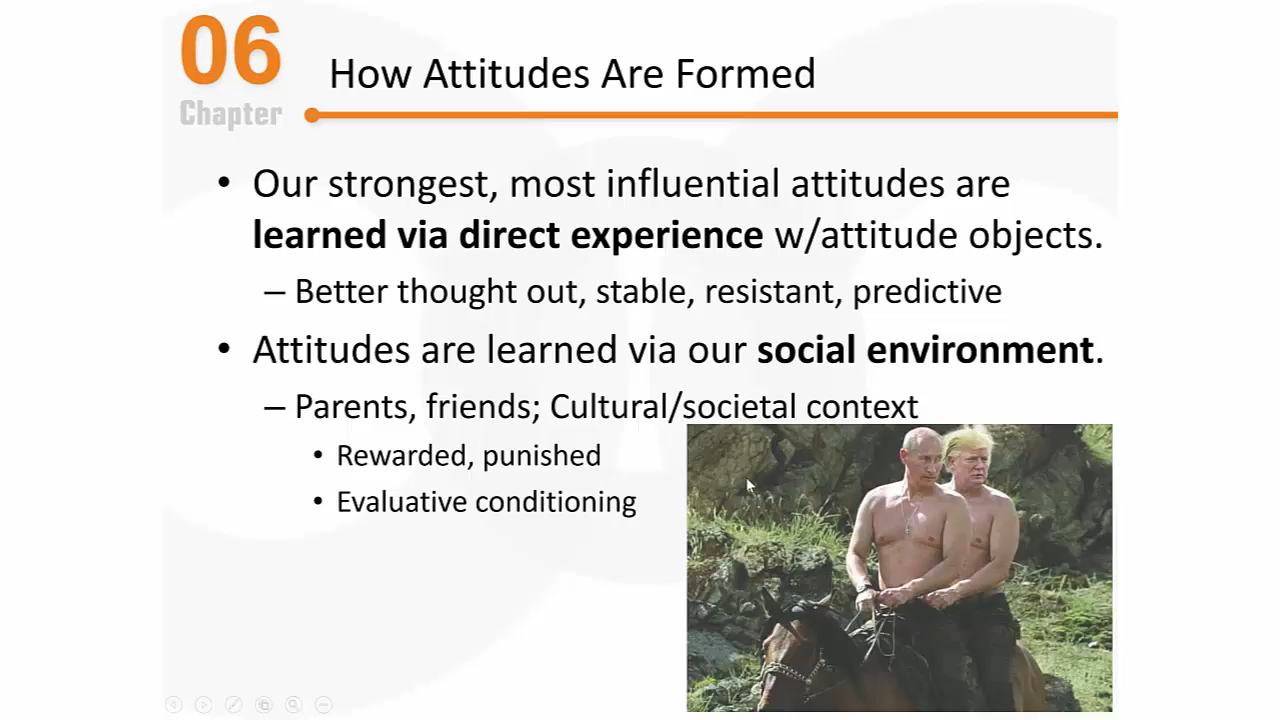 06
Chapter
How Attitudes Are Formed
• Our strongest, most influential attitudes are
learned via direct experience w/attitude objects.
– Better thought out, stable, resistant, predictive
• Attitudes are learned via our social environment.
– Parents, friends; Cultural/societal context
• Rewarded, punished
• Evaluative conditioning